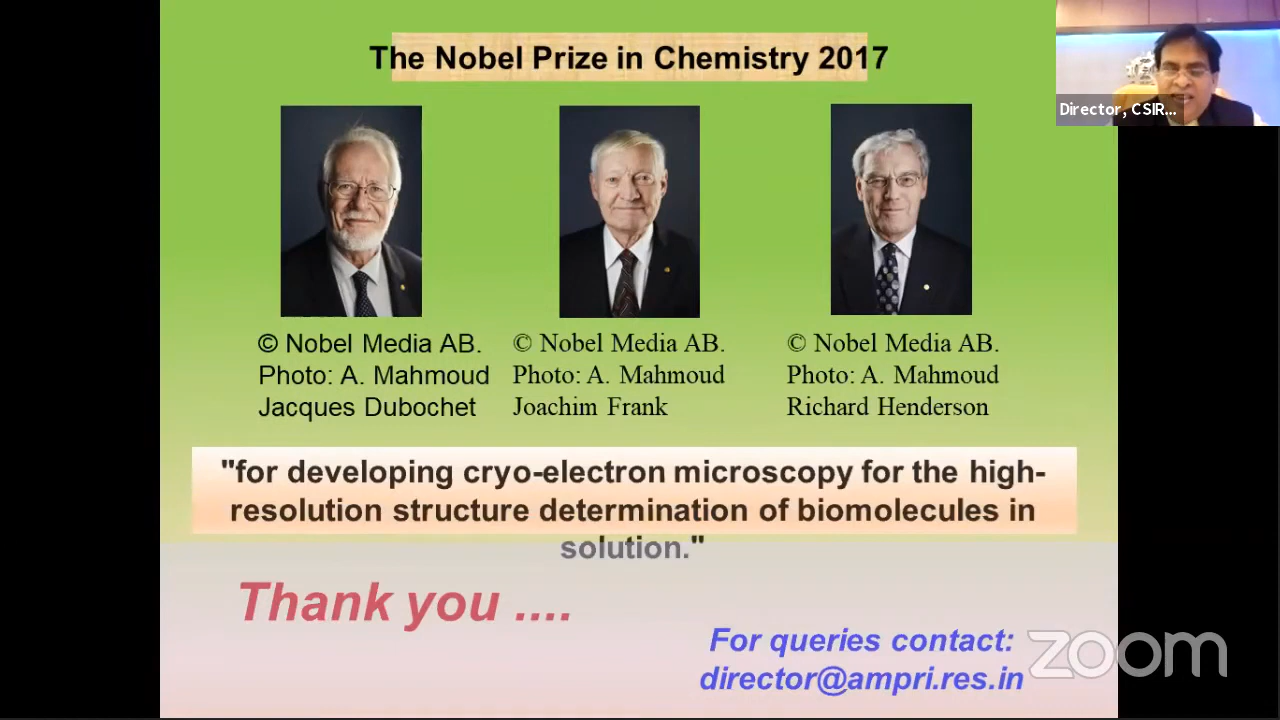 The Nobel Prize in Chemistry 2017
Director, CSIR...
© Nobel Media AB.
Photo: A. Mahmoud
Jacques Dubochet
© Nobel Media AB.
Photo: A. Mahmoud
Joachim Frank
© Nobel Media AB.
Photo: A. Mahmoud
Richard Henderson
"for developing cryo-electron microscopy for the high-
resolution structure determination of biomolecules in
solution."
Thank you ....
For queries contact:
director@ampri.res.in
zoom